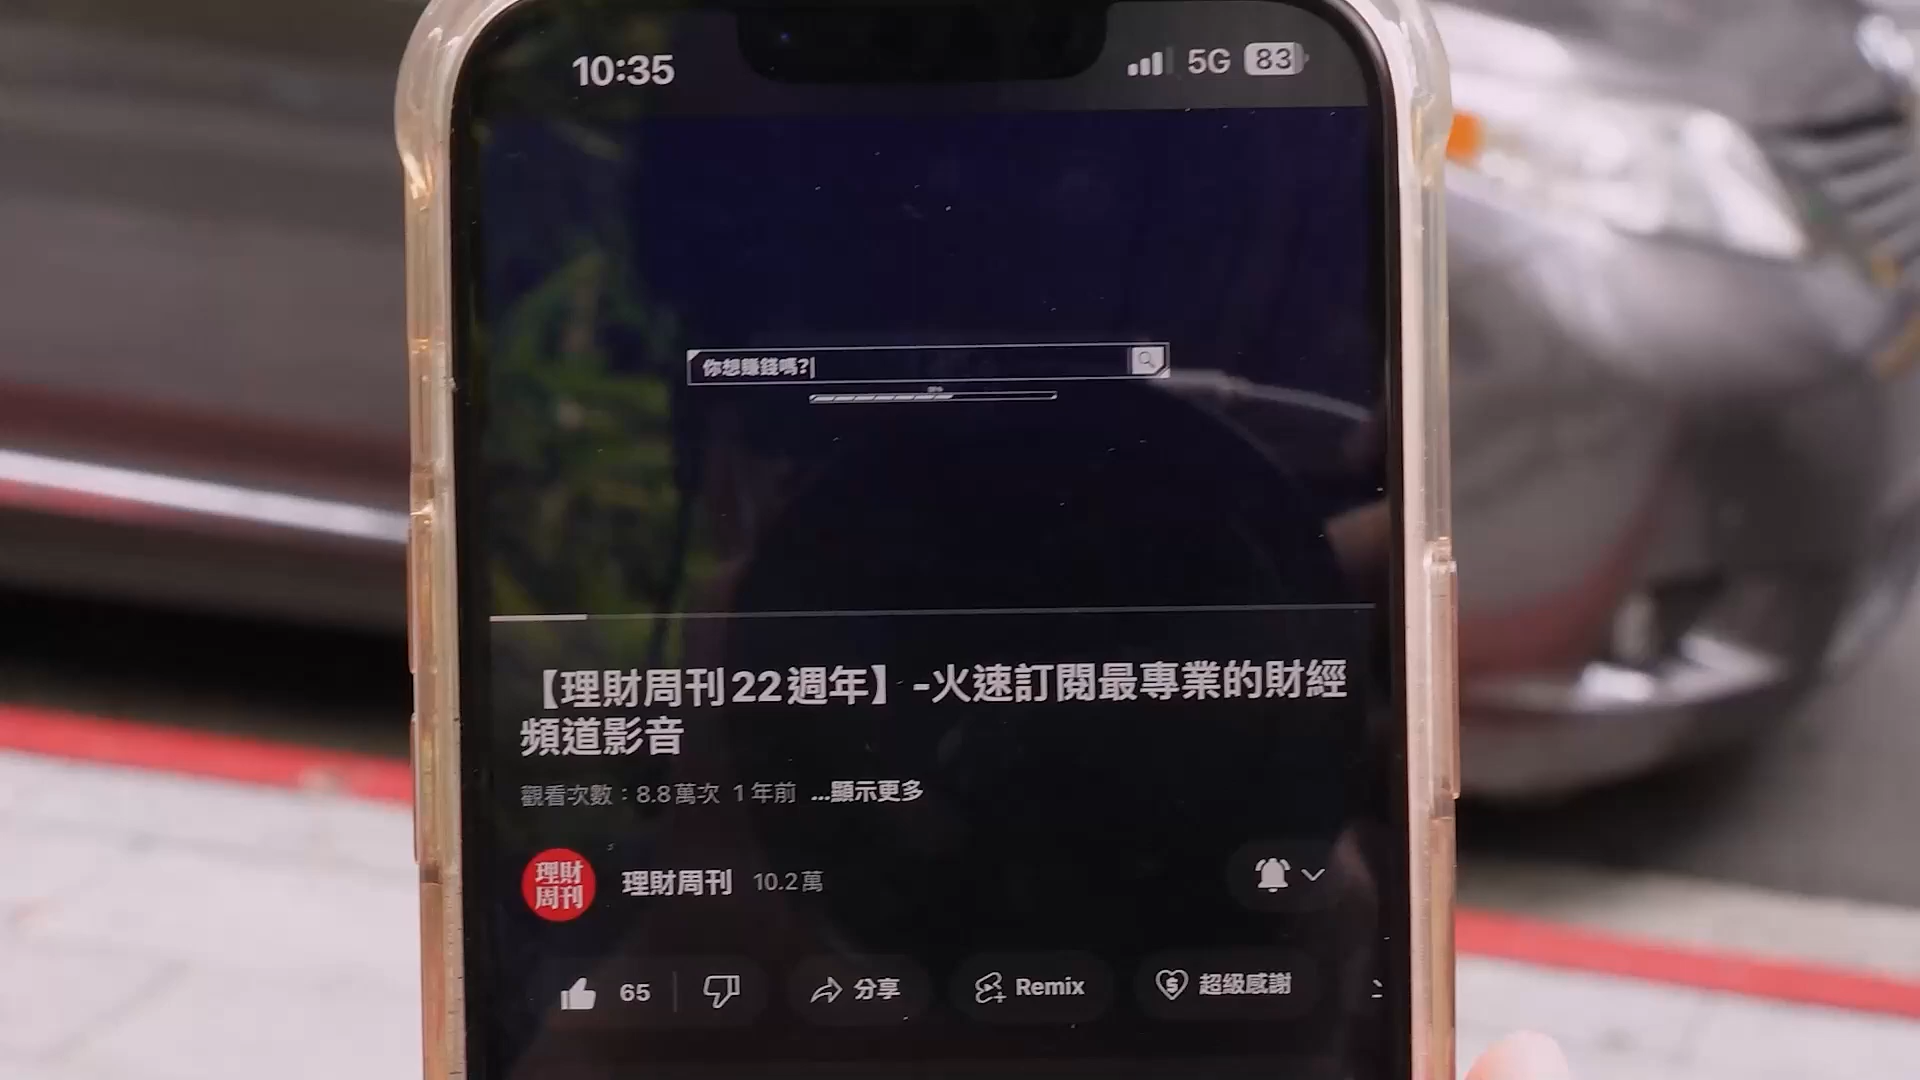 10:35
5G 83
你想賺錢嗎?
【理財周刊22週年】-火速訂閱最專業的財經
頻道影音
觀看次數：8.8萬次 1年前 ...顯示更多
理財
周刊
理財周刊 10.2萬
65 分享 Remix 超級感謝